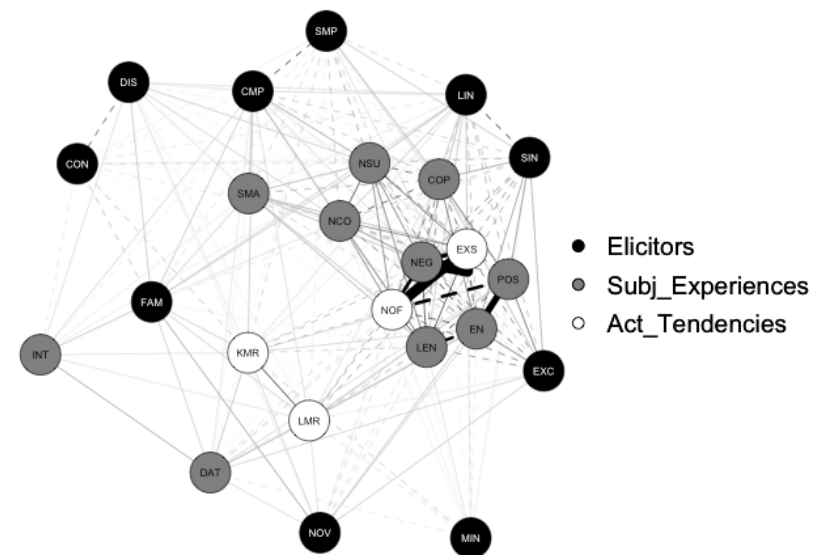 SMP
DIS
CMP
LIN
CON
NSU
SIN
SMA
COP
NCO
EXS
NEG
POS
FAM
NOF
EN
INT
KMR
LEN
EXC
LMR
DAT
NOV
MIN
Elicitors
Subj_Experiences
Act_Tendencies